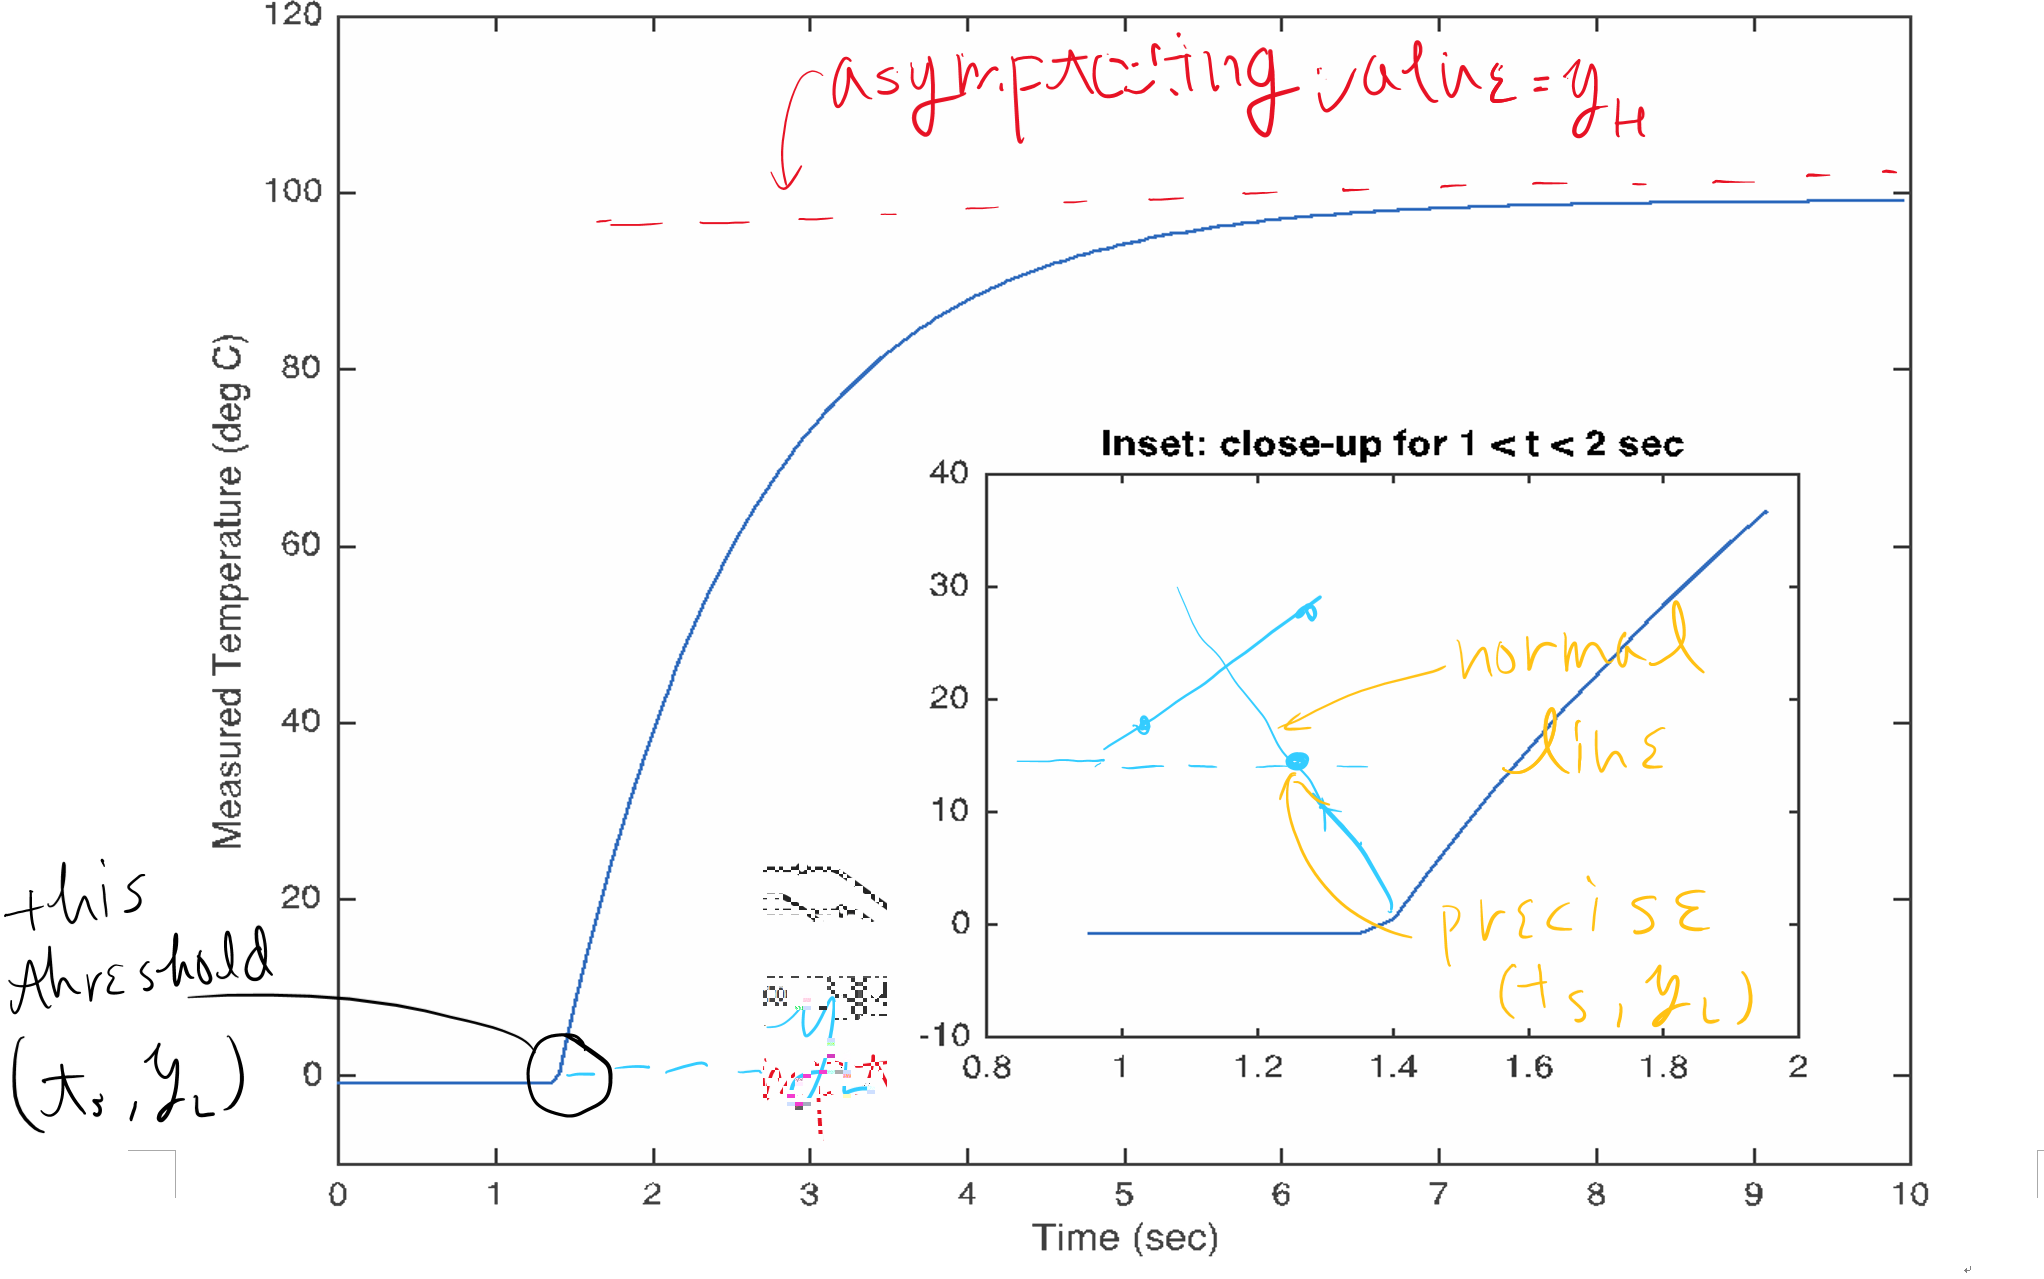 120
asymptoting value = yH
100
80
60
40
20
0
Measured Temperature (deg C)
Inset: close-up for 1 < t < 2 sec
40
30
20
10
0
-10
0.8 1 1.2 1.4 1.6 1.8 2
normal
line
precise
(ts, yL)
this
threshold
(ts, yL)
0 1 2 3 4 5 6 7 8 9 10
Time (sec)